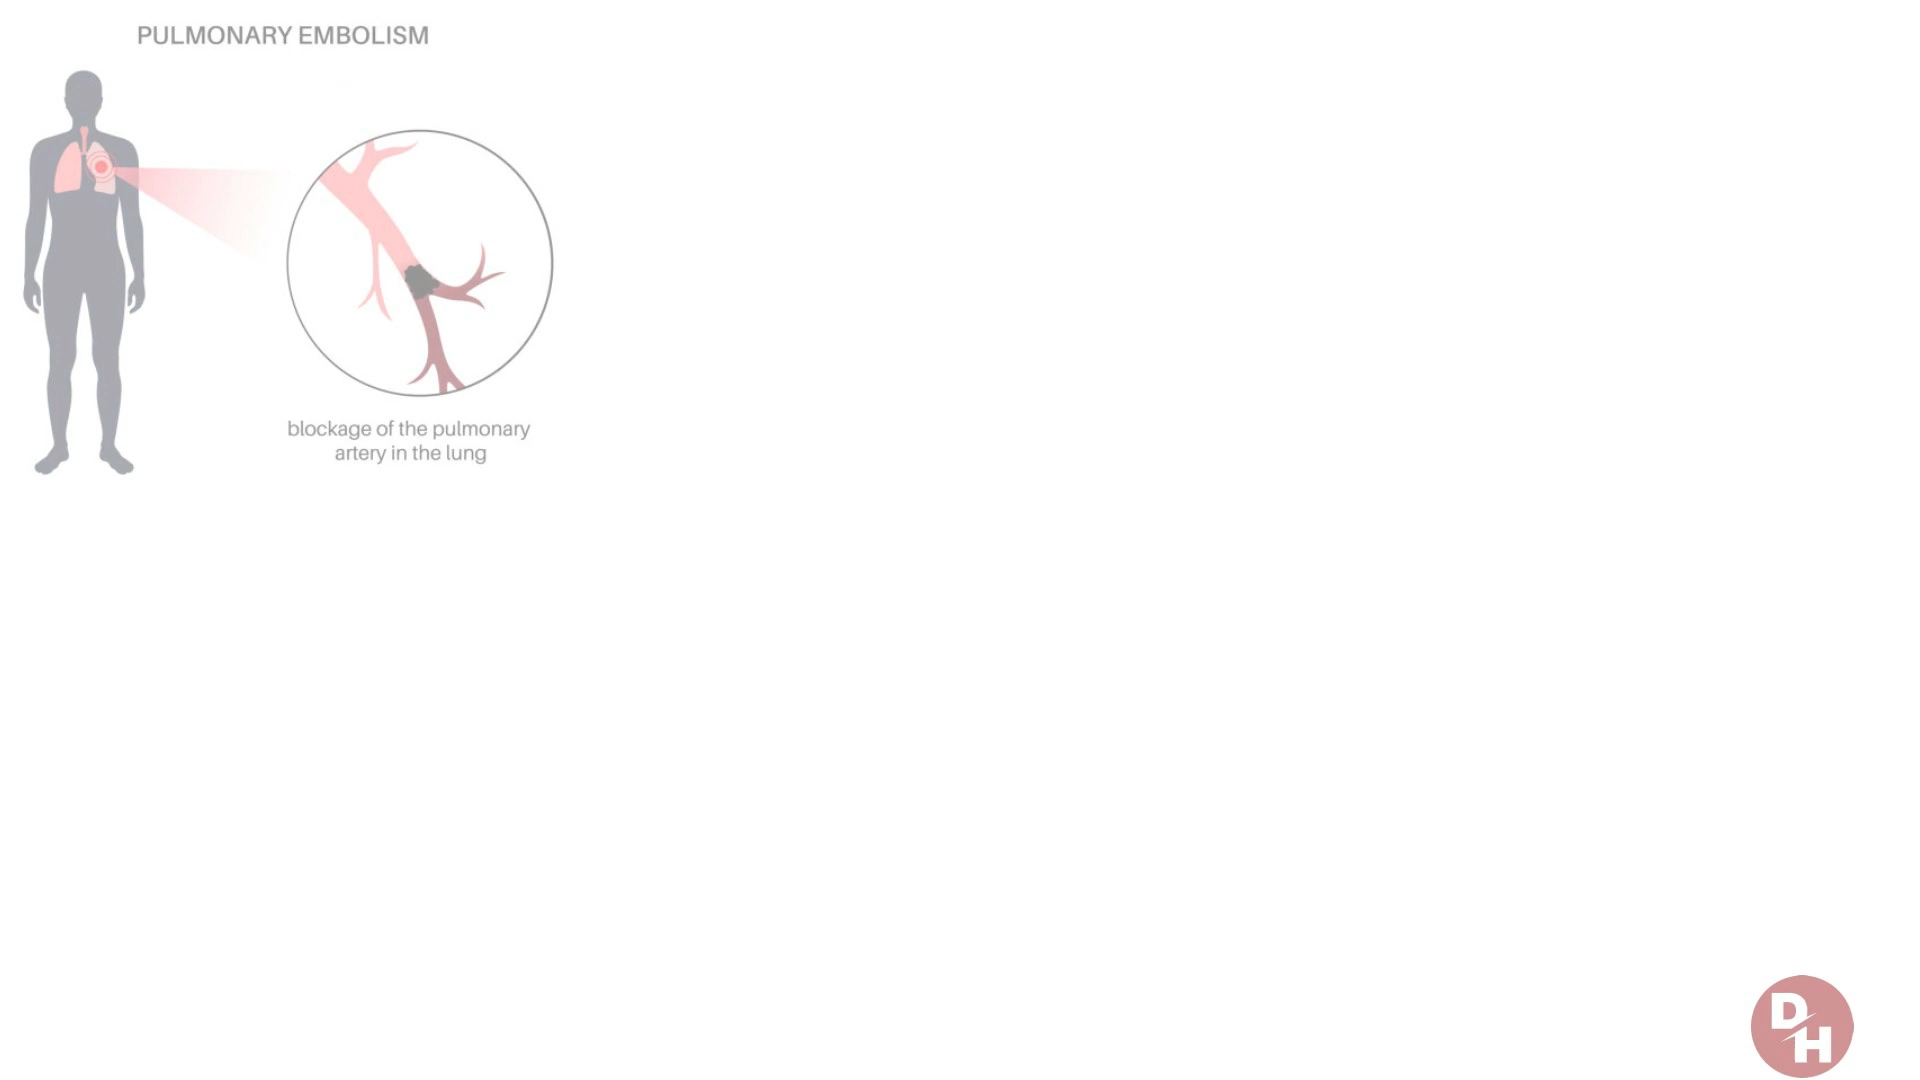 PULMONARY EMBOLISM
blockage of the pulmonary
artery in the lung
D
H